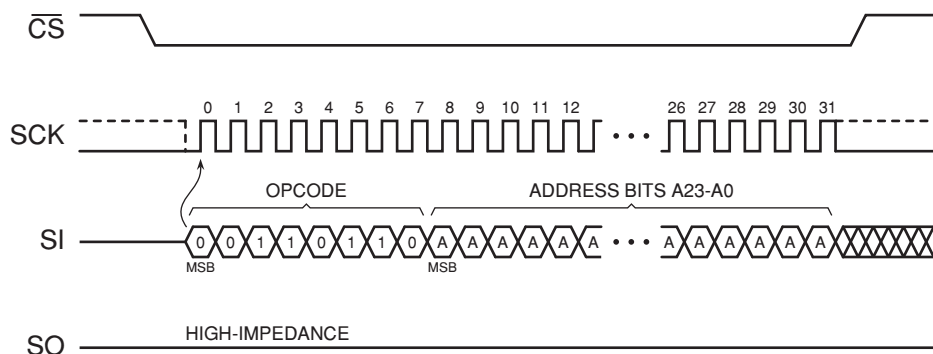 CS
0 1 2 3 4 5 6 7 8 9 10 11 12 26 27 28 29 30 31
SCK
OPCODE ADDRESS BITS A23-A0
SI 0 0 1 1 0 1 1 0 A A A A A A A A A A A A
MSB MSB
HIGH-IMPEDANCE
SO